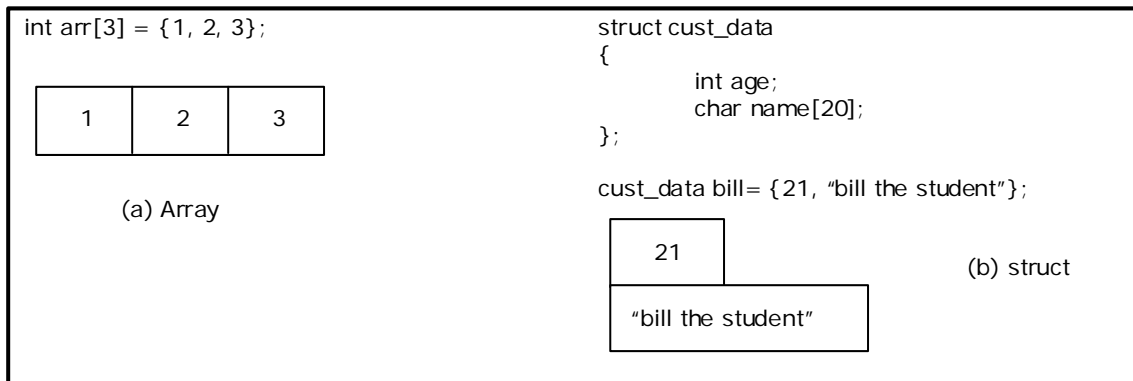 int arr[3] = {1, 2, 3};
1 2 3
(a) Array
struct cust_data
{
int age;
char name[20];
};
cust_data bill= {21, “bill the student”};
21
“bill the student”
(b) struct